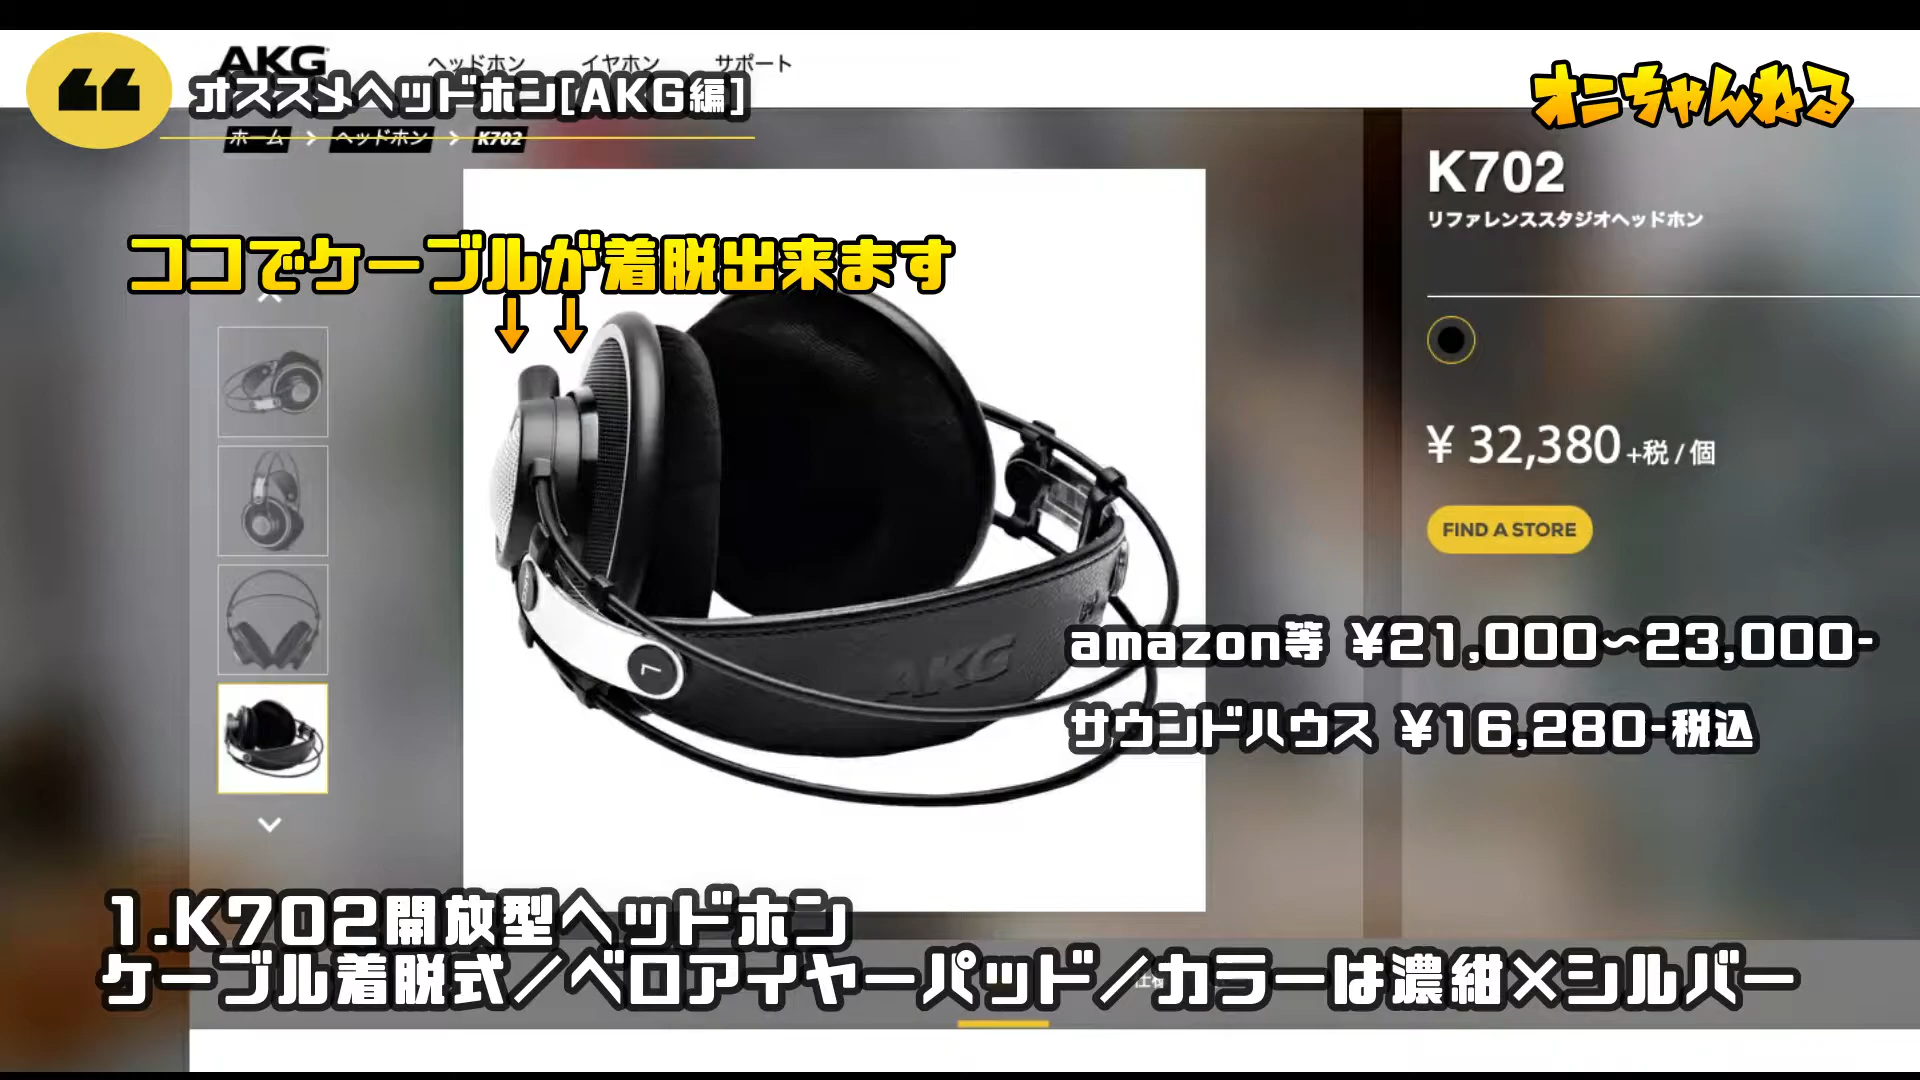 AKG
ヘッドホン イヤホン サポート
オススメヘッドホン[AKG編]
オニちゃんねる
ホーム > ヘッドホン > K702
K702
リファレンススタジオヘッドホン
ココでケーブルが着脱出来ます
↓ ↓
¥ 32,380+税 / 個
FIND A STORE
L
AKG
amazon等 ¥21,000〜23,000-
サウンドハウス ¥16,280-税込
1.K702開放型ヘッドホン
ケーブル着脱式/ベロアイヤーパッド/カラーは濃紺×シルバー